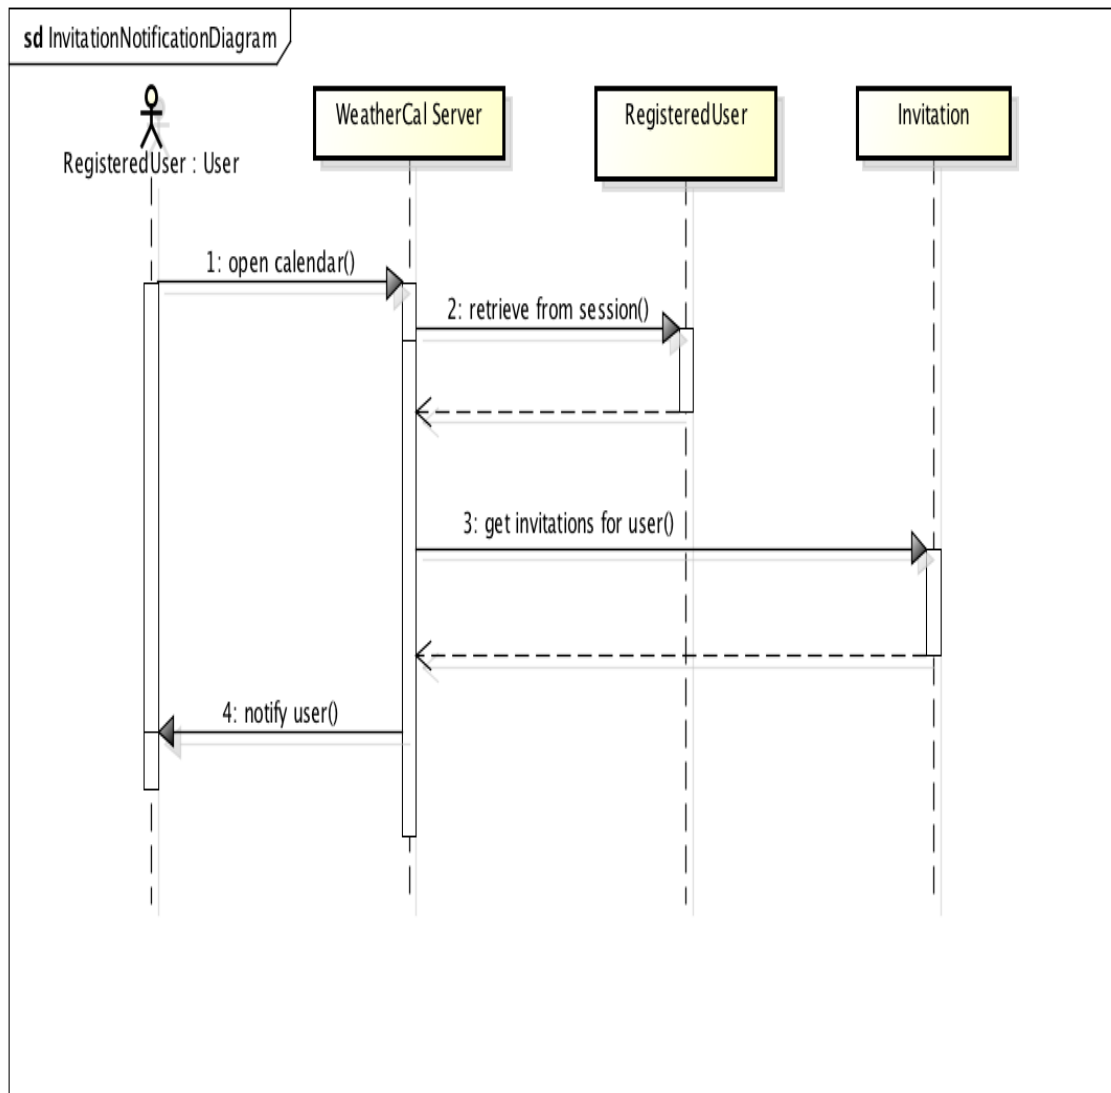 sd InvitationNotificationDiagram
WeatherCal Server
RegisteredUser
Invitation
RegisteredUser : User
1: open calendar()
2: retrieve from session()
3: get invitations for user()
4: notify user()